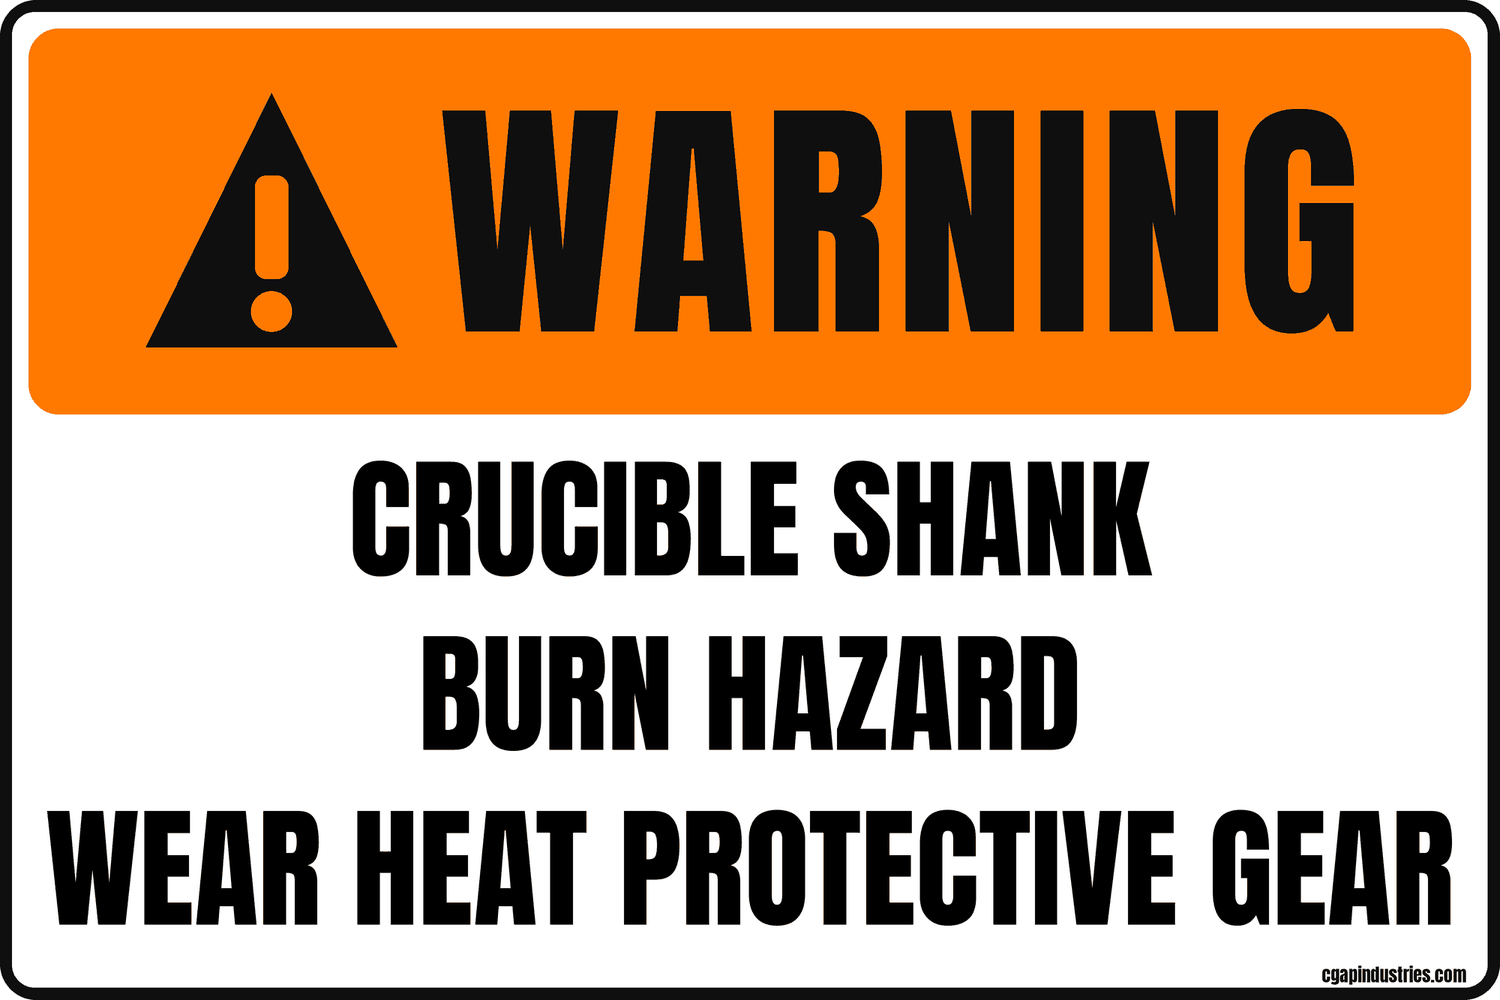 WARNING
CRUCIBLE SHANK
BURN HAZARD
WEAR HEAT PROTECTIVE GEAR
cgapindustries.com